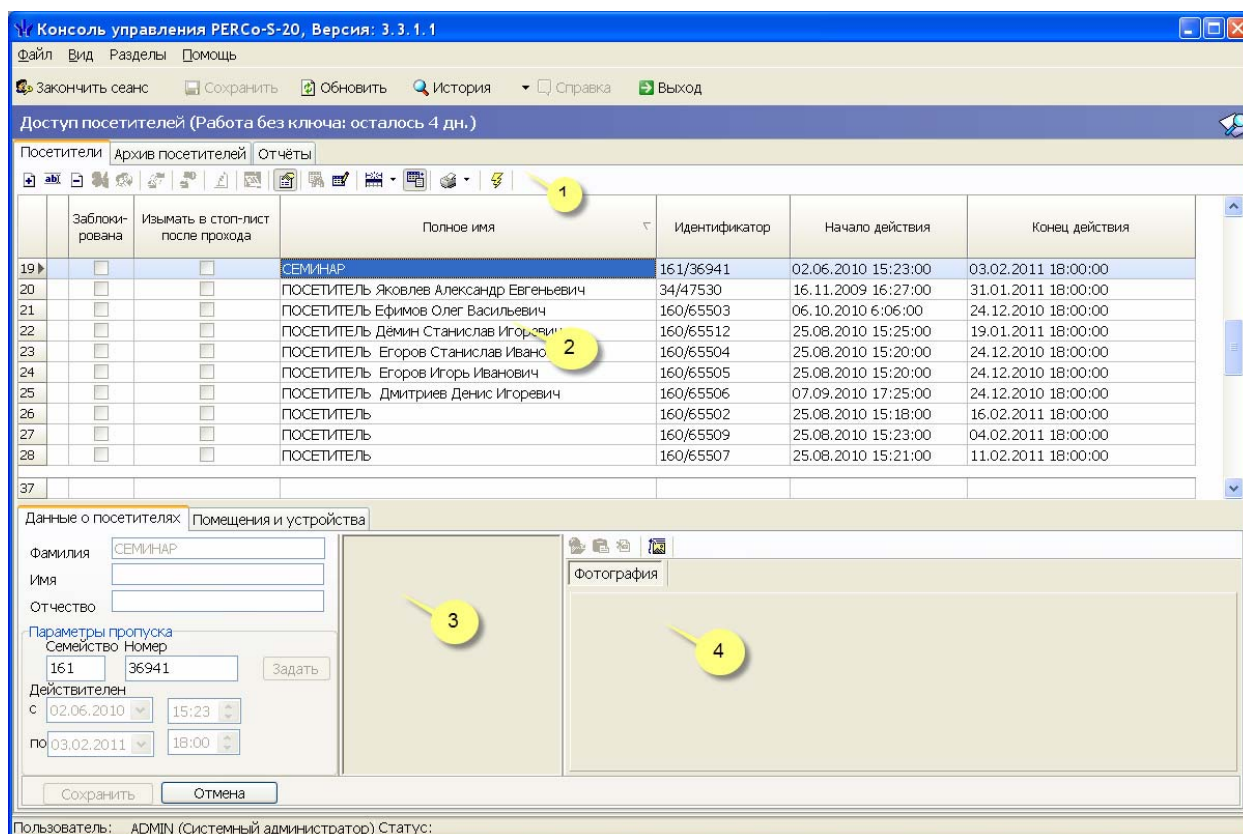 Консоль управления PERCo-S-20, Версия: 3.3.1.1
Файл Вид Разделы Помощь
Закончить сеанс Сохранить Обновить История Справка Выход
Доступ посетителей (Работа без ключа: осталось 4 дн.)
Посетители Архив посетителей Отчёты
1
Заблоки-рована Изымать в стоп-лист после прохода Полное имя Идентификатор Начало действия Конец действия
19 СЕМИНАР 161/36941 02.06.2010 15:23:00 03.02.2011 18:00:00
20 ПОСЕТИТЕЛЬ Яковлев Александр Евгеньевич 34/47530 16.11.2009 16:27:00 31.01.2011 18:00:00
21 ПОСЕТИТЕЛЬ Ефимов Олег Васильевич 160/65503 06.10.2010 6:06:00 24.12.2010 18:00:00
22 ПОСЕТИТЕЛЬ Дёмин Станислав Игоревич 160/65512 25.08.2010 15:25:00 19.01.2011 18:00:00
23 ПОСЕТИТЕЛЬ Егоров Станислав Ивано 2 160/65504 25.08.2010 15:20:00 24.12.2010 18:00:00
24 ПОСЕТИТЕЛЬ Егоров Игорь Иванович 160/65505 25.08.2010 15:20:00 24.12.2010 18:00:00
25 ПОСЕТИТЕЛЬ Дмитриев Денис Игоревич 160/65506 07.09.2010 17:25:00 24.12.2010 18:00:00
26 ПОСЕТИТЕЛЬ 160/65502 25.08.2010 15:18:00 16.02.2011 18:00:00
27 ПОСЕТИТЕЛЬ 160/65509 25.08.2010 15:23:00 04.02.2011 18:00:00
28 ПОСЕТИТЕЛЬ 160/65507 25.08.2010 15:21:00 11.02.2011 18:00:00
37
Данные о посетителях Помещения и устройства
Фамилия СЕМИНАР
Имя
Отчество
Фотография
3
4
Параметры пропуска
Семейство Номер
161 36941 Задать
Действителен
с 02.06.2010 15:23
по 03.02.2011 18:00
Сохранить Отмена
Пользователь: ADMIN (Системный администратор) Статус: